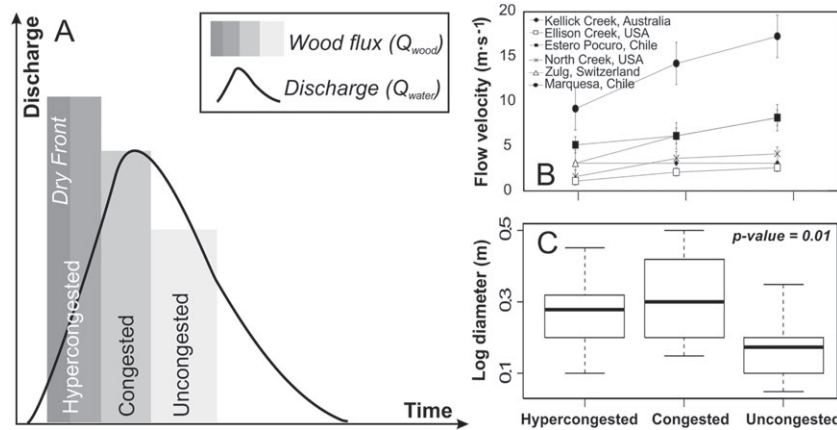 A
Discharge
Time
Dry Front
Hypercongested
Congested
Uncongested
Wood flux (Qwood)
Discharge (Qwater)
Flow velocity (m·s⁻¹)
20
15
10
5
0
Kellick Creek, Australia
Ellison Creek, USA
Estero Pocuro, Chile
North Creek, USA
Zulg, Switzerland
Marquesa, Chile
B
C
p-value = 0.01
Log diameter (m)
0.5
0.3
0.1
Hypercongested
Congested
Uncongested